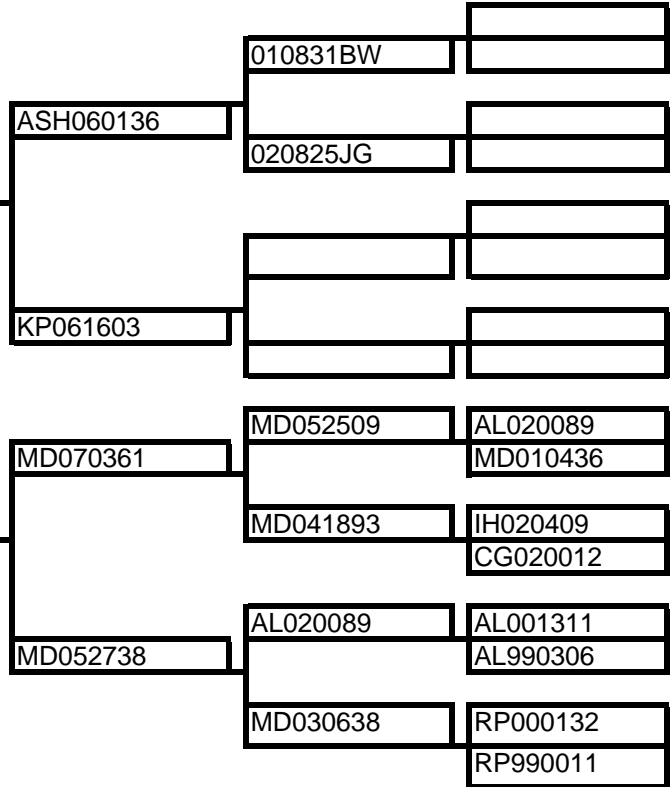 010831BW
ASH060136
020825JG
KP061603
MD052509 AL020089
MD070361 MD010436
MD041893 IH020409
CG020012
AL020089 AL001311
MD052738 AL990306
MD030638 RP000132
RP990011